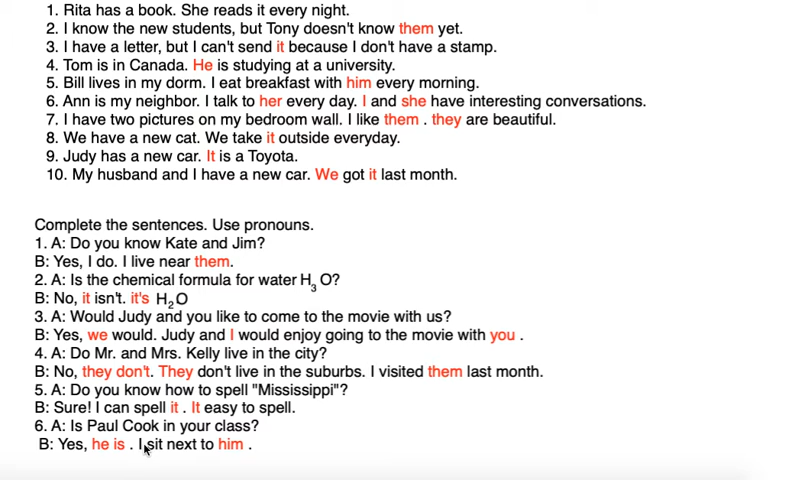 1. Rita has a book. She reads it every night.
2. I know the new students, but Tony doesn't know them yet.
3. I have a letter, but I can't send it because I don't have a stamp.
4. Tom is in Canada. He is studying at a university.
5. Bill lives in my dorm. I eat breakfast with him every morning.
6. Ann is my neighbor. I talk to her every day. I and she have interesting conversations.
7. I have two pictures on my bedroom wall. I like them . they are beautiful.
8. We have a new cat. We take it outside everyday.
9. Judy has a new car. It is a Toyota.
10. My husband and I have a new car. We got it last month.
Complete the sentences. Use pronouns.
1. A: Do you know Kate and Jim?
B: Yes, I do. I live near them.
2. A: Is the chemical formula for water H₃ O?
B: No, it isn't. it's H₂O
3. A: Would Judy and you like to come to the movie with us?
B: Yes, we would. Judy and I would enjoy going to the movie with you .
4. A: Do Mr. and Mrs. Kelly live in the city?
B: No, they don't. They don't live in the suburbs. I visited them last month.
5. A: Do you know how to spell "Mississippi"?
B: Sure! I can spell it . It easy to spell.
6. A: Is Paul Cook in your class?
B: Yes, he is . I sit next to him .